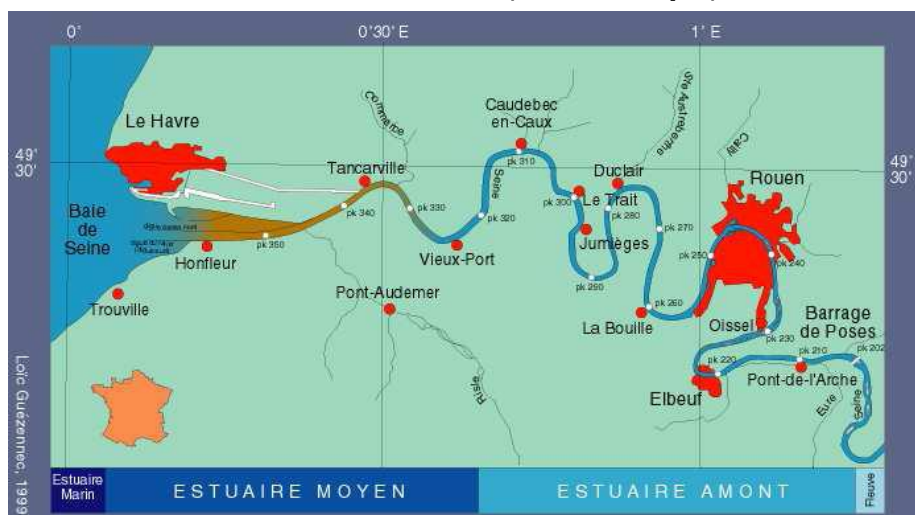 0'
0'30' E
1' E
Le Havre
Commerce
Caudebec
en-Caux
Ste Austreberthe
Cailly
49'
30'
49'
30'
Tancarville
pk 310
Duclair
Rouen
Seine
pk 300
Le Trait
pk 280
pk 340
pk 330
pk 320
Baie
de
Seine
Jumièges
pk 270
pk 350
Honfleur
Vieux-Port
pk 250
pk 240
pk 290
Trouville
Pont-Audemer
pk 260
La Bouille
Oissel
Barrage
de Poses
pk 230
pk 202
pk 220
pk 210
Elbeuf
Pont-de-l'Arche
Risle
Eure
Seine
Loïc Guézennec, 1999
Estuaire
Marin
ESTUAIRE MOYEN
ESTUAIRE AMONT
Fleuve